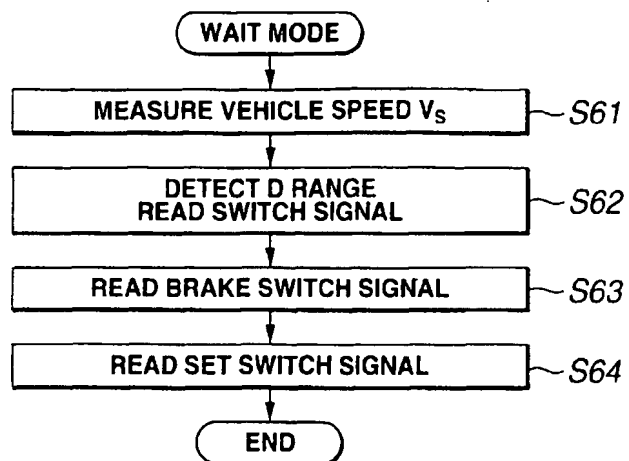 WAIT MODE
MEASURE VEHICLE SPEED VS S61
DETECT D RANGE
READ SWITCH SIGNAL S62
READ BRAKE SWITCH SIGNAL S63
READ SET SWITCH SIGNAL S64
END